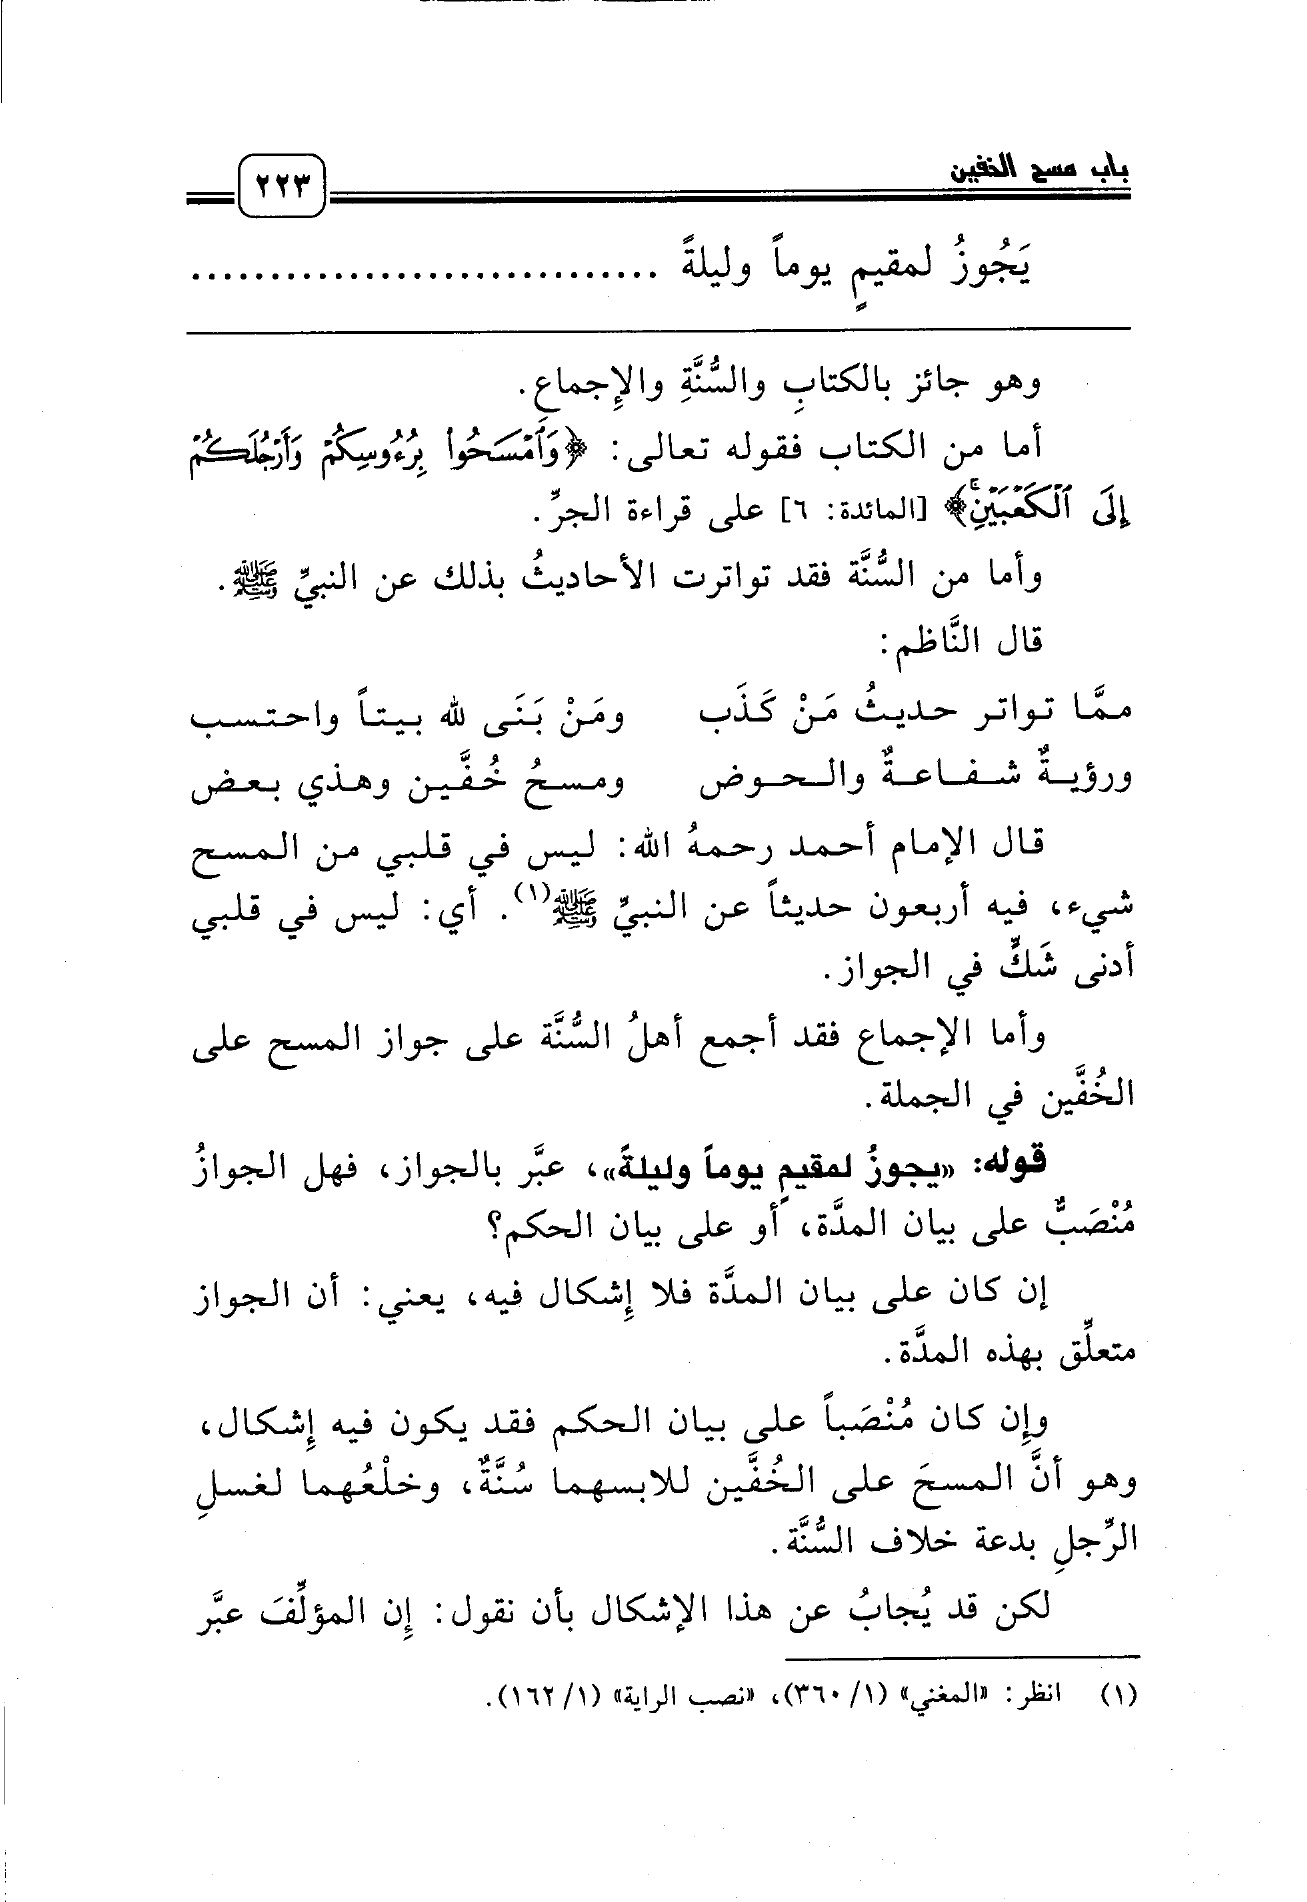 باب مسح الخفين
٢٢٣
يَجُوزُ لمقيمٍ يوماً وليلةً ..............................
وهو جائز بالكتابِ والسُّنَّةِ والإِجماع.
أما من الكتاب فقوله تعالى: ﴿وَٱمۡسَحُواْ بِرُءُوسِكُمۡ وَأَرۡجُلَكُمۡ
إِلَى ٱلۡكَعۡبَيۡنِۚ﴾ [المائدة: ٦] على قراءة الجرِّ.
وأما من السُّنَّة فقد تواترت الأحاديثُ بذلك عن النبيِّ ﷺ.
قال النَّاظم:
ممَّا تواتر حديثُ مَنْ كَذَب ومَنْ بَنَى لله بيتاً واحتسب
ورؤيةٌ شفاعةٌ والحوض ومسحُ خُفَّين وهذي بعض
قال الإمام أحمد رحمهُ الله: ليس في قلبي من المسح
شيء، فيه أربعون حديثاً عن النبيِّ ﷺ(١). أي: ليس في قلبي
أدنى شَكٍّ في الجواز.
وأما الإجماع فقد أجمع أهلُ السُّنَّة على جواز المسح على
الخُفَّين في الجملة.
قوله: «يجوزُ لمقيمٍ يوماً وليلةً»، عبَّر بالجواز، فهل الجوازُ
مُنْصَبٌّ على بيان المدَّة، أو على بيان الحكم؟
إن كان على بيان المدَّة فلا إِشكال فيه، يعني: أن الجواز
متعلِّق بهذه المدَّة.
وإِن كان مُنْصَباً على بيان الحكم فقد يكون فيه إِشكال،
وهو أنَّ المسحَ على الخُفَّين للابسهما سُنَّةٌ، وخلْعُهما لغسلِ
الرِّجلِ بدعة خلاف السُّنَّة.
لكن قد يُجابُ عن هذا الإشكال بأن نقول: إِن المؤلِّفَ عبَّر
(١) انظر: «المغني» (١/ ٣٦٠)، «نصب الراية» (١/ ١٦٢).